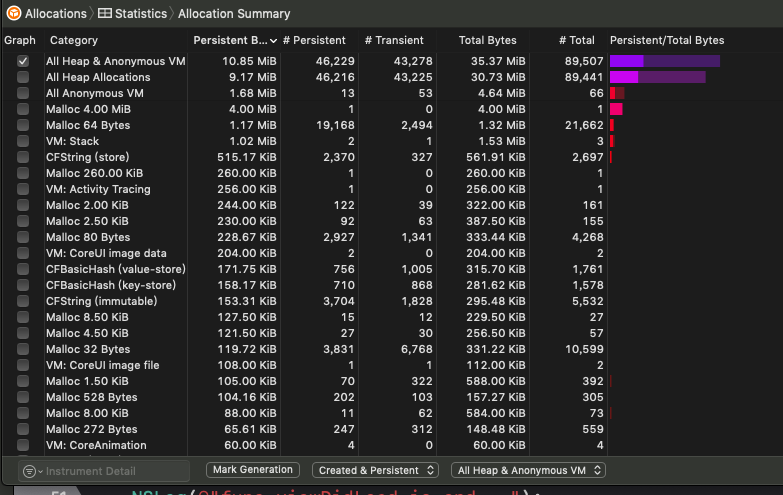 Allocations Statistics Allocation Summary
Graph Category Persistent B... # Persistent # Transient Total Bytes # Total Persistent/Total Bytes
All Heap & Anonymous VM 10.85 MiB 46,229 43,278 35.37 MiB 89,507
All Heap Allocations 9.17 MiB 46,216 43,225 30.73 MiB 89,441
All Anonymous VM 1.68 MiB 13 53 4.64 MiB 66
Malloc 4.00 MiB 4.00 MiB 1 0 4.00 MiB 1
Malloc 64 Bytes 1.17 MiB 19,168 2,494 1.32 MiB 21,662
VM: Stack 1.02 MiB 2 1 1.53 MiB 3
CFString (store) 515.17 KiB 2,370 327 561.91 KiB 2,697
Malloc 260.00 KiB 260.00 KiB 1 0 260.00 KiB 1
VM: Activity Tracing 256.00 KiB 1 0 256.00 KiB 1
Malloc 2.00 KiB 244.00 KiB 122 39 322.00 KiB 161
Malloc 2.50 KiB 230.00 KiB 92 63 387.50 KiB 155
Malloc 80 Bytes 228.67 KiB 2,927 1,341 333.44 KiB 4,268
VM: CoreUI image data 204.00 KiB 2 0 204.00 KiB 2
CFBasicHash (value-store) 171.75 KiB 756 1,005 315.70 KiB 1,761
CFBasicHash (key-store) 158.17 KiB 710 868 281.62 KiB 1,578
CFString (immutable) 153.31 KiB 3,704 1,828 295.48 KiB 5,532
Malloc 8.50 KiB 127.50 KiB 15 12 229.50 KiB 27
Malloc 4.50 KiB 121.50 KiB 27 30 256.50 KiB 57
Malloc 32 Bytes 119.72 KiB 3,831 6,768 331.22 KiB 10,599
VM: CoreUI image file 108.00 KiB 1 1 112.00 KiB 2
Malloc 1.50 KiB 105.00 KiB 70 322 588.00 KiB 392
Malloc 528 Bytes 104.16 KiB 202 103 157.27 KiB 305
Malloc 8.00 KiB 88.00 KiB 11 62 584.00 KiB 73
Malloc 272 Bytes 65.61 KiB 247 312 148.48 KiB 559
VM: CoreAnimation 60.00 KiB 4 0 60.00 KiB 4
Instrument Detail Mark Generation Created & Persistent All Heap & Anonymous VM